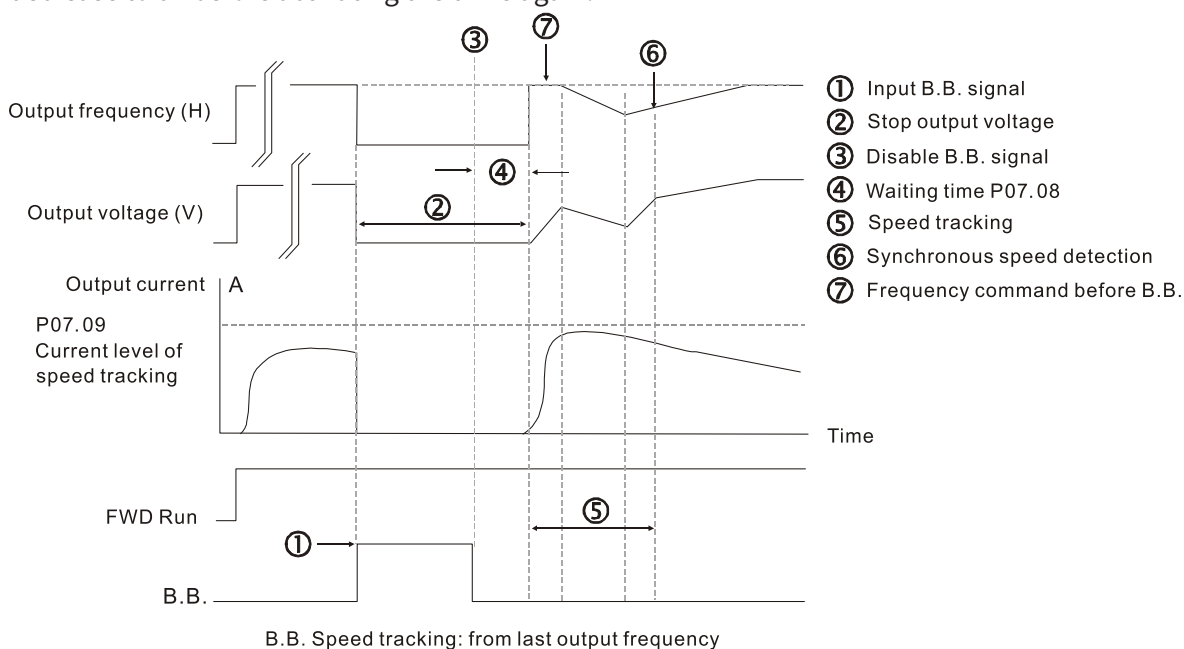 ③
⑦
⑥
Output frequency (H)
④
②
Output voltage (V)
① Input B.B. signal
② Stop output voltage
③ Disable B.B. signal
④ Waiting time P07.08
⑤ Speed tracking
⑥ Synchronous speed detection
⑦ Frequency command before B.B.
Output current A
P07.09
Current level of
speed tracking
Time
FWD Run
⑤
①
B.B.
B.B. Speed tracking: from last output frequency